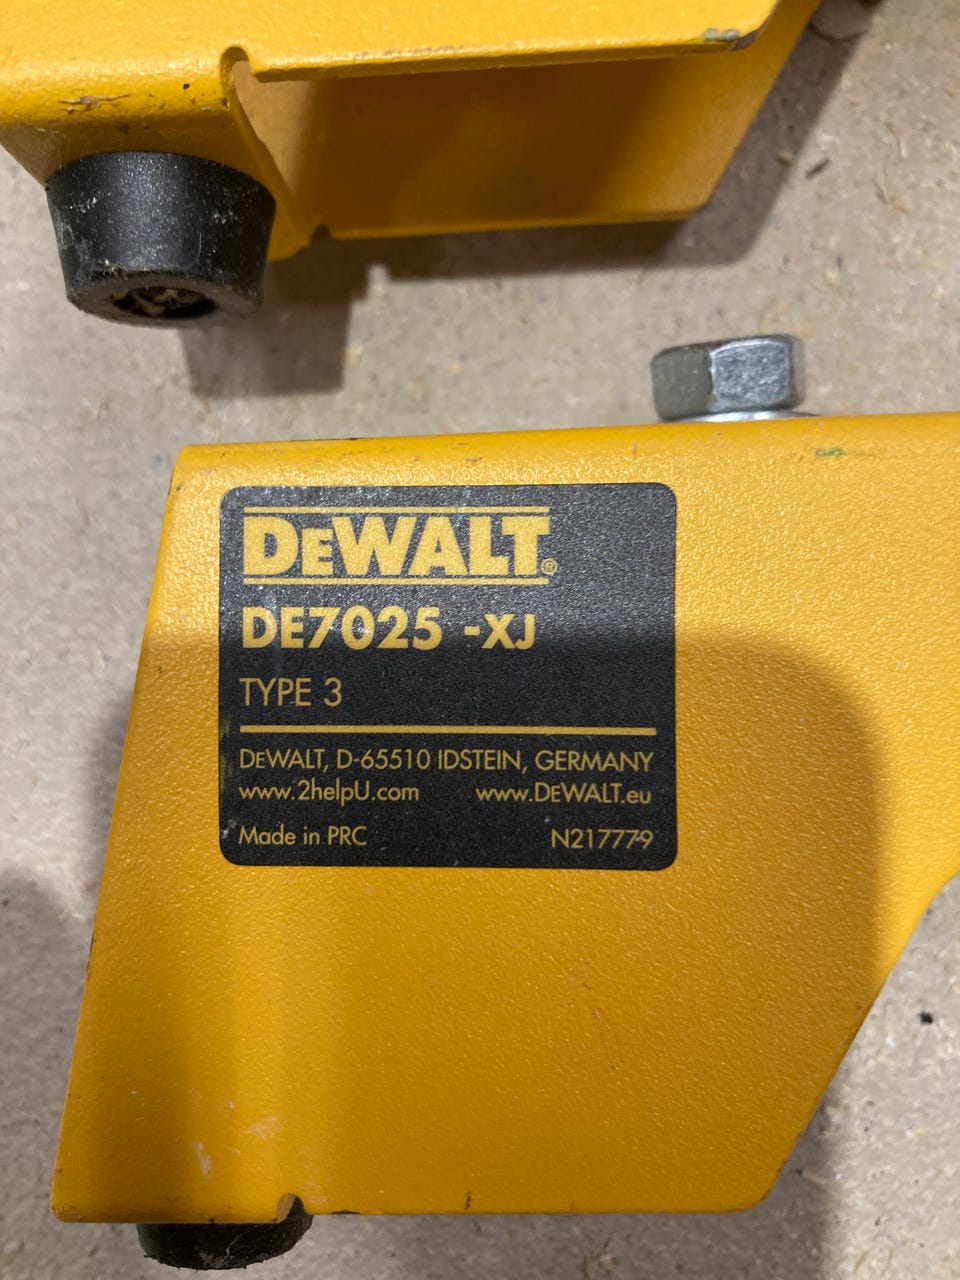 DEWALT®
DE7025 -XJ
TYPE 3
DEWALT, D-65510 IDSTEIN, GERMANY
www.2helpU.com www.DEWALT.eu
Made in PRC N217779